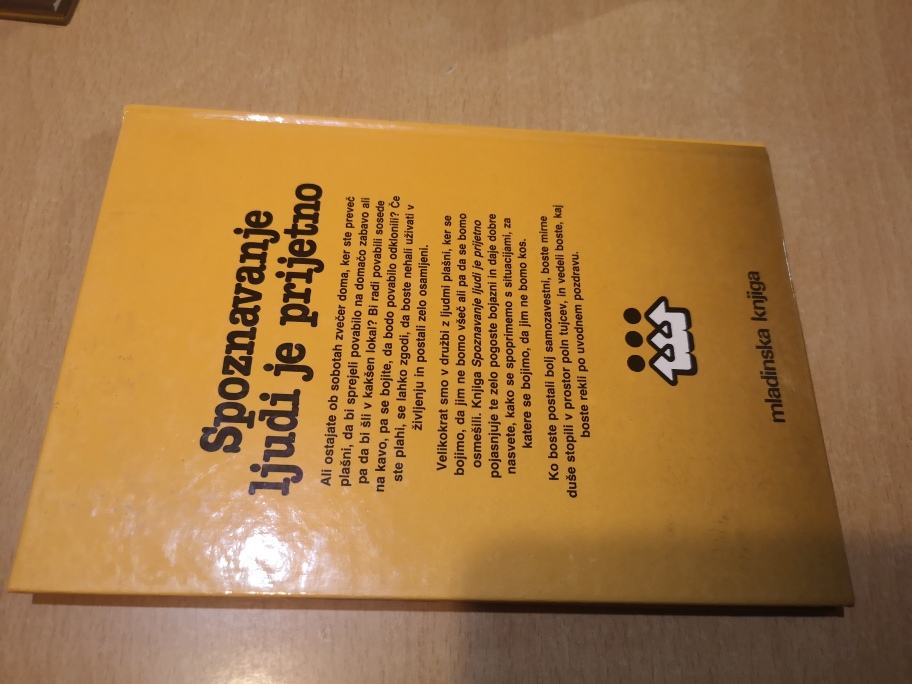 Spoznavanje
ljudi je prijetno
Ali ostajate ob sobotah zvečer doma, ker ste preveč
plašni, da bi sprejeli povabilo na domačo zabavo ali
pa da bi šli v kakšen lokal? Bi radi povabili sosede
na kavo, pa se bojite, da bodo povabilo odklonili? Če
ste plahi, se lahko zgodi, da boste nehali uživati v
življenju in postali zelo osamljeni.
Velikokrat smo v družbi z ljudmi plašni, ker se
bojimo, da jim ne bomo všeč ali pa da se bomo
osmešili. Knjiga Spoznavanje ljudi je prijetno
pojasnjuje te zelo pogoste bojazni in daje dobre
nasvete, kako se spoprimemo s situacijami, za
katere se bojimo, da jim ne bomo kos.
Ko boste postali bolj samozavestni, boste mirne
duše stopili v prostor poln tujcev, in vedeli boste, kaj
boste rekli po uvodnem pozdravu.
mladinska knjiga